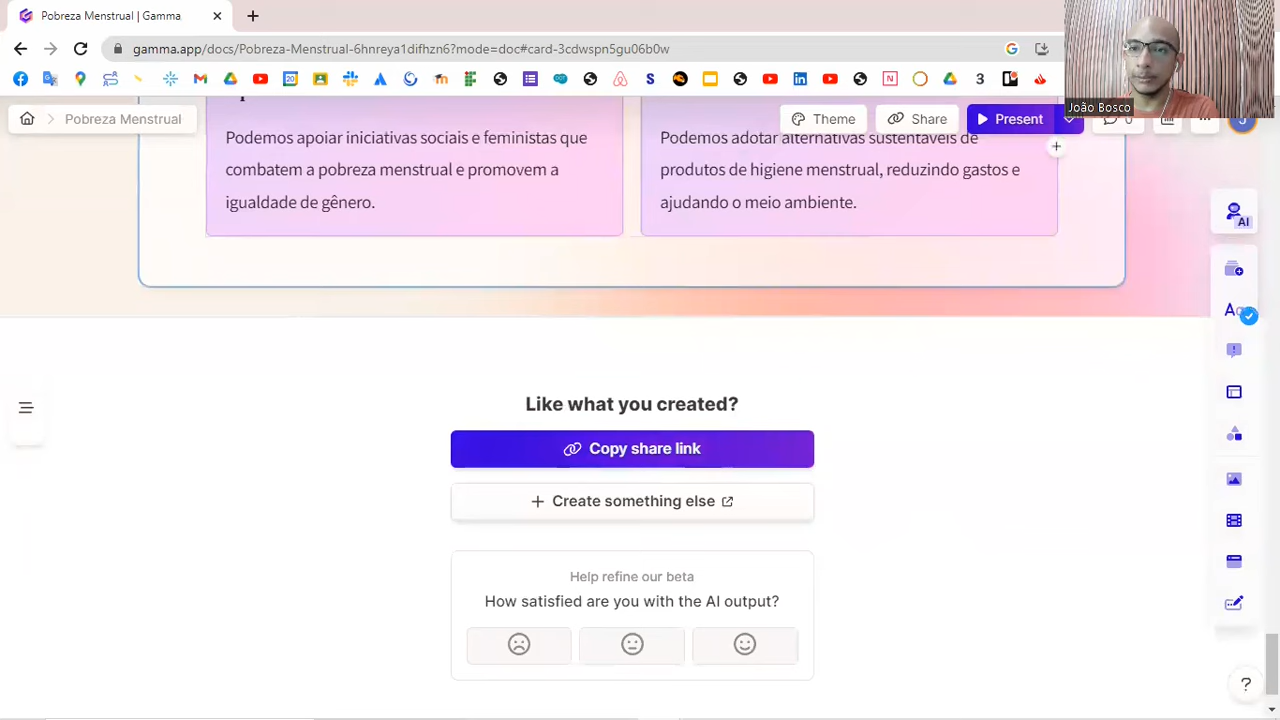 Pobreza Menstrual | Gamma
gamma.app/docs/Pobreza-Menstrual-6hnreya1difhzn6?mode=doc#card-3cdwspn5gu06b0w
João Bosco
Pobreza Menstrual
Theme
Share
Present
Podemos apoiar iniciativas sociais e feministas que
combatem a pobreza menstrual e promovem a
igualdade de gênero.
Podemos adotar alternativas sustentáveis de
produtos de higiene menstrual, reduzindo gastos e
ajudando o meio ambiente.
AI
Like what you created?
Copy share link
+ Create something else
Help refine our beta
How satisfied are you with the AI output?
?